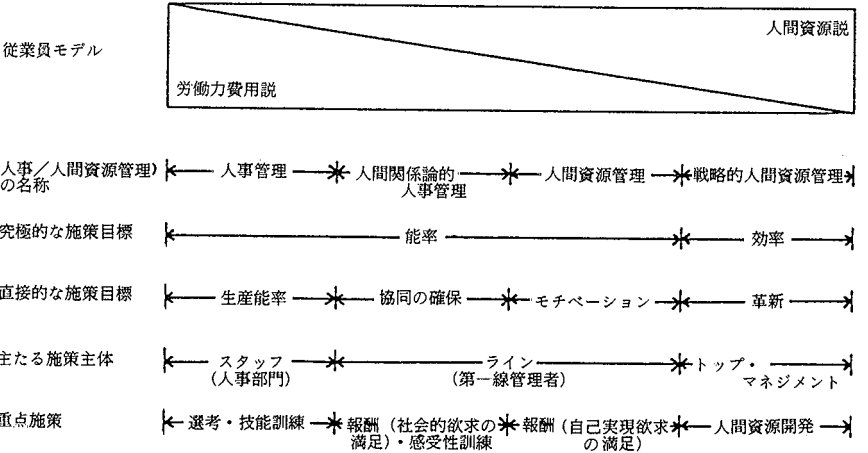 人間資源説
従業員モデル
労働力費用説
人事／人間資源管理）
の名称
人事管理
人間関係論的
人事管理
人間資源管理
戦略的人間資源管理
究極的な施策目標
能率
効率
直接的な施策目標
生産能率
協同の確保
モチベーション
革新
主たる施策主体
スタッフ
（人事部門）
ライン
（第一線管理者）
トップ・
マネジメント
重点施策
選考・技能訓練
報酬（社会的欲求の
満足）・感受性訓練
報酬（自己実現欲求
の満足）
人間資源開発